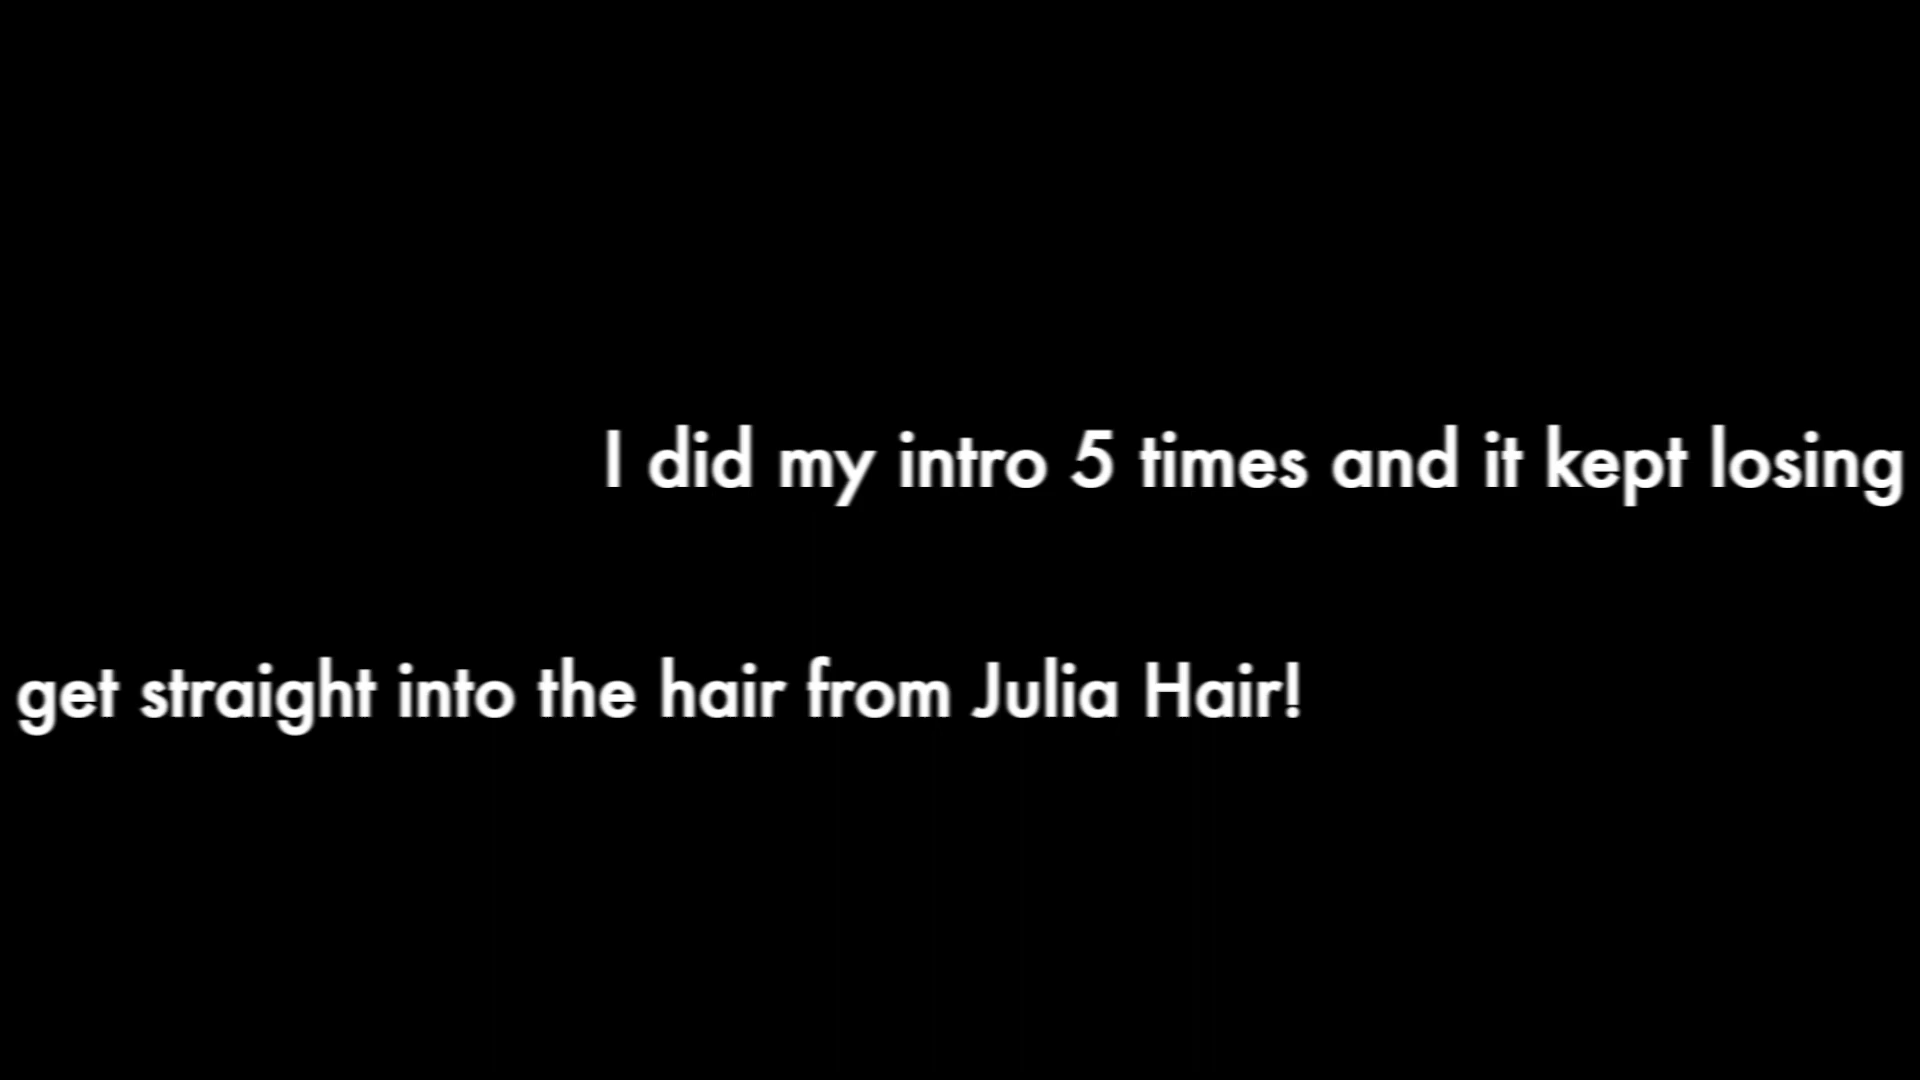 I did my intro 5 times and it kept losing
get straight into the hair from Julia Hair!